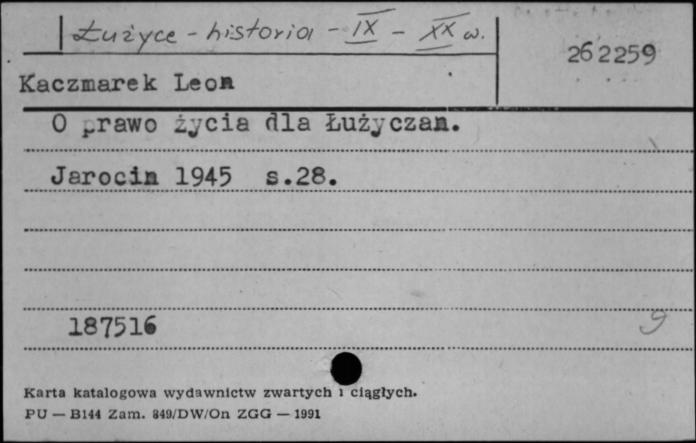 Łużyce - historia - IX - XX w.
262259
Kaczmarek Leon
O prawo życia dla Łużyczan.
Jarocin 1945 s.28.
187516
9
Karta katalogowa wydawnictw zwartych i ciągłych.
PU — B144 Zam. 849/DW/On ZGG — 1991